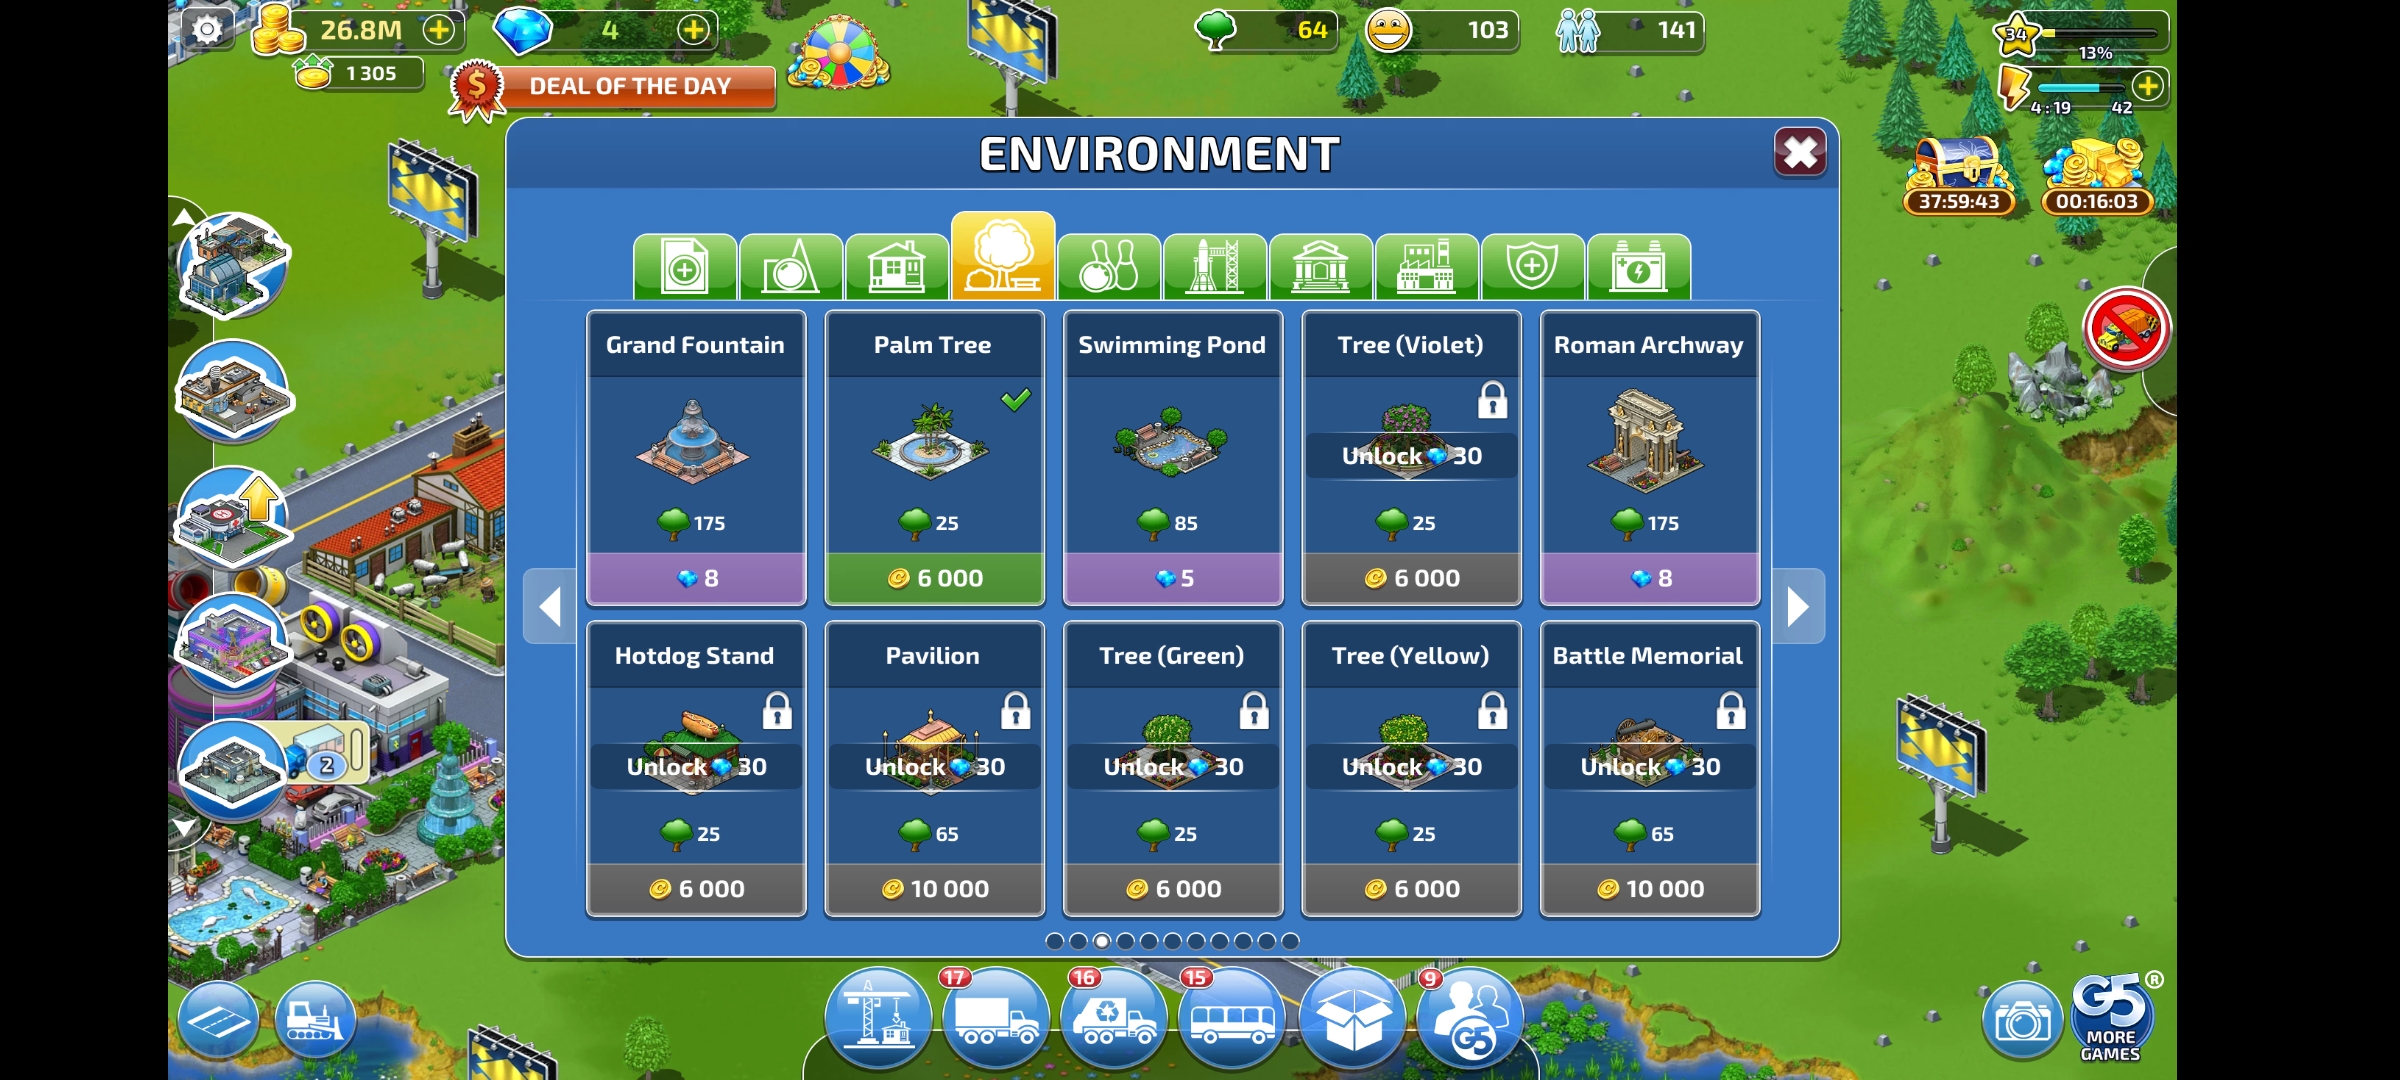 26.8M
4
64
103
141
34
13%
1 305
DEAL OF THE DAY
4:19
42
ENVIRONMENT
37:59:43
00:16:03
Grand Fountain
Palm Tree
Swimming Pond
Tree (Violet)
Roman Archway
Unlock 30
175
25
85
25
175
8
6 000
5
6 000
8
Hotdog Stand
Pavilion
Tree (Green)
Tree (Yellow)
Battle Memorial
Unlock 30
Unlock 30
Unlock 30
Unlock 30
Unlock 30
2
25
65
25
25
65
6 000
10 000
6 000
6 000
10 000
17
16
15
9
G5
G5®
MORE
GAMES